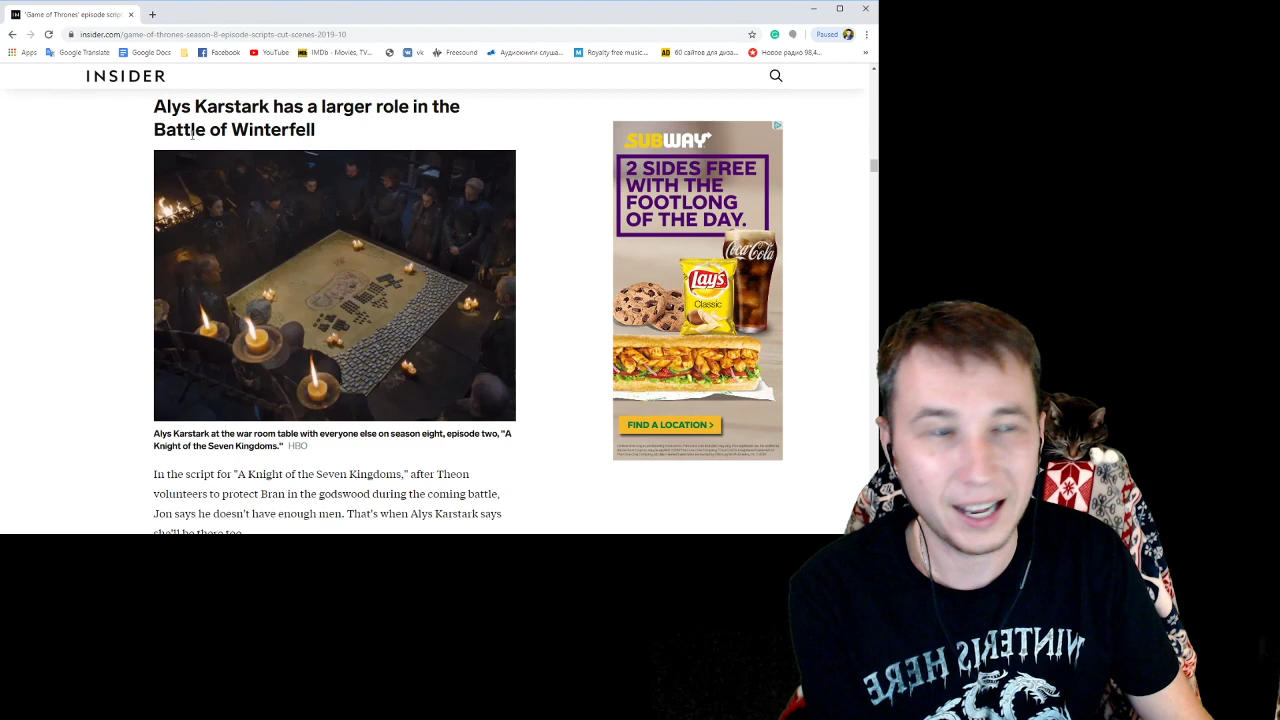 'Game of Thrones' episode scrip
insider.com/game-of-thrones-season-8-episode-scripts-cut-scenes-2019-10
Paused
Apps
Google Translate
Google Docs
Facebook
YouTube
IMDb - Movies, TV...
vk
Freesound
Аудиокниги слуша...
Royalty free music...
60 сайтов для диза...
Новое радио 98,4...
INSIDER
Alys Karstark has a larger role in the
Battle of Winterfell
Alys Karstark at the war room table with everyone else on season eight, episode two, "A
Knight of the Seven Kingdoms." HBO
In the script for "A Knight of the Seven Kingdoms," after Theon
volunteers to protect Bran in the godswood during the coming battle,
Jon says he doesn't have enough men. That's when Alys Karstark says
she'll be there too
SUBWAY
2 SIDES FREE
WITH THE
FOOTLONG
OF THE DAY.
Coca-Cola
Lay's
Classic
FIND A LOCATION >
WINTER IS HERE